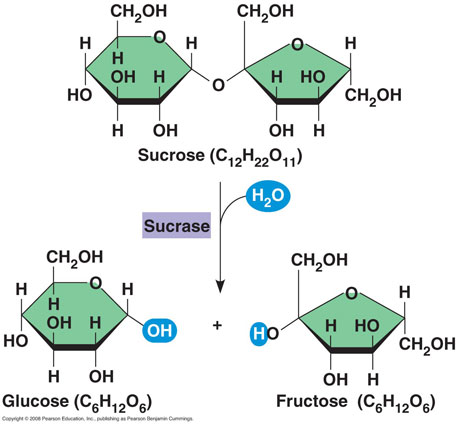 CH₂OH CH₂OH
H O H O H
H
OH H H HO
HO O CH₂OH
H OH OH H
Sucrose (C₁₂H₂₂O₁₁)
H₂O
Sucrase
CH₂OH CH₂OH
H O H O H
H
OH H OH + HO H HO
HO CH₂OH
H OH OH H
Glucose (C₆H₁₂O₆) Fructose (C₆H₁₂O₆)
Copyright © 2008 Pearson Education, Inc., publishing as Pearson Benjamin Cummings.